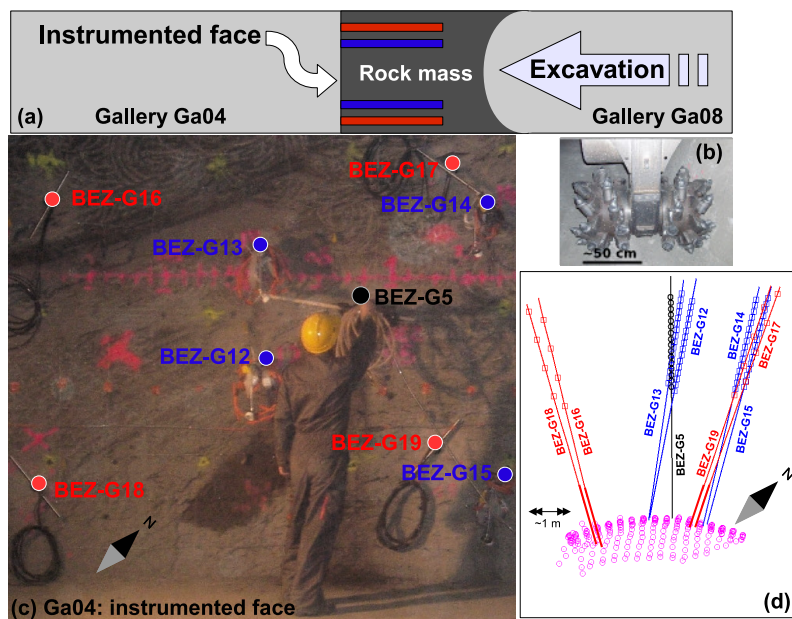 Instrumented face
Rock mass
Excavation
(a)
Gallery Ga04
Gallery Ga08
(b)
~50 cm
BEZ-G16
BEZ-G17
BEZ-G14
BEZ-G13
BEZ-G5
BEZ-G12
BEZ-G19
BEZ-G15
BEZ-G18
N
(c) Ga04: instrumented face
BEZ-G12
BEZ-G14
BEZ-G17
BEZ-G13
BEZ-G18
BEZ-G16
BEZ-G5
BEZ-G19
BEZ-G15
N
~1 m
(d)